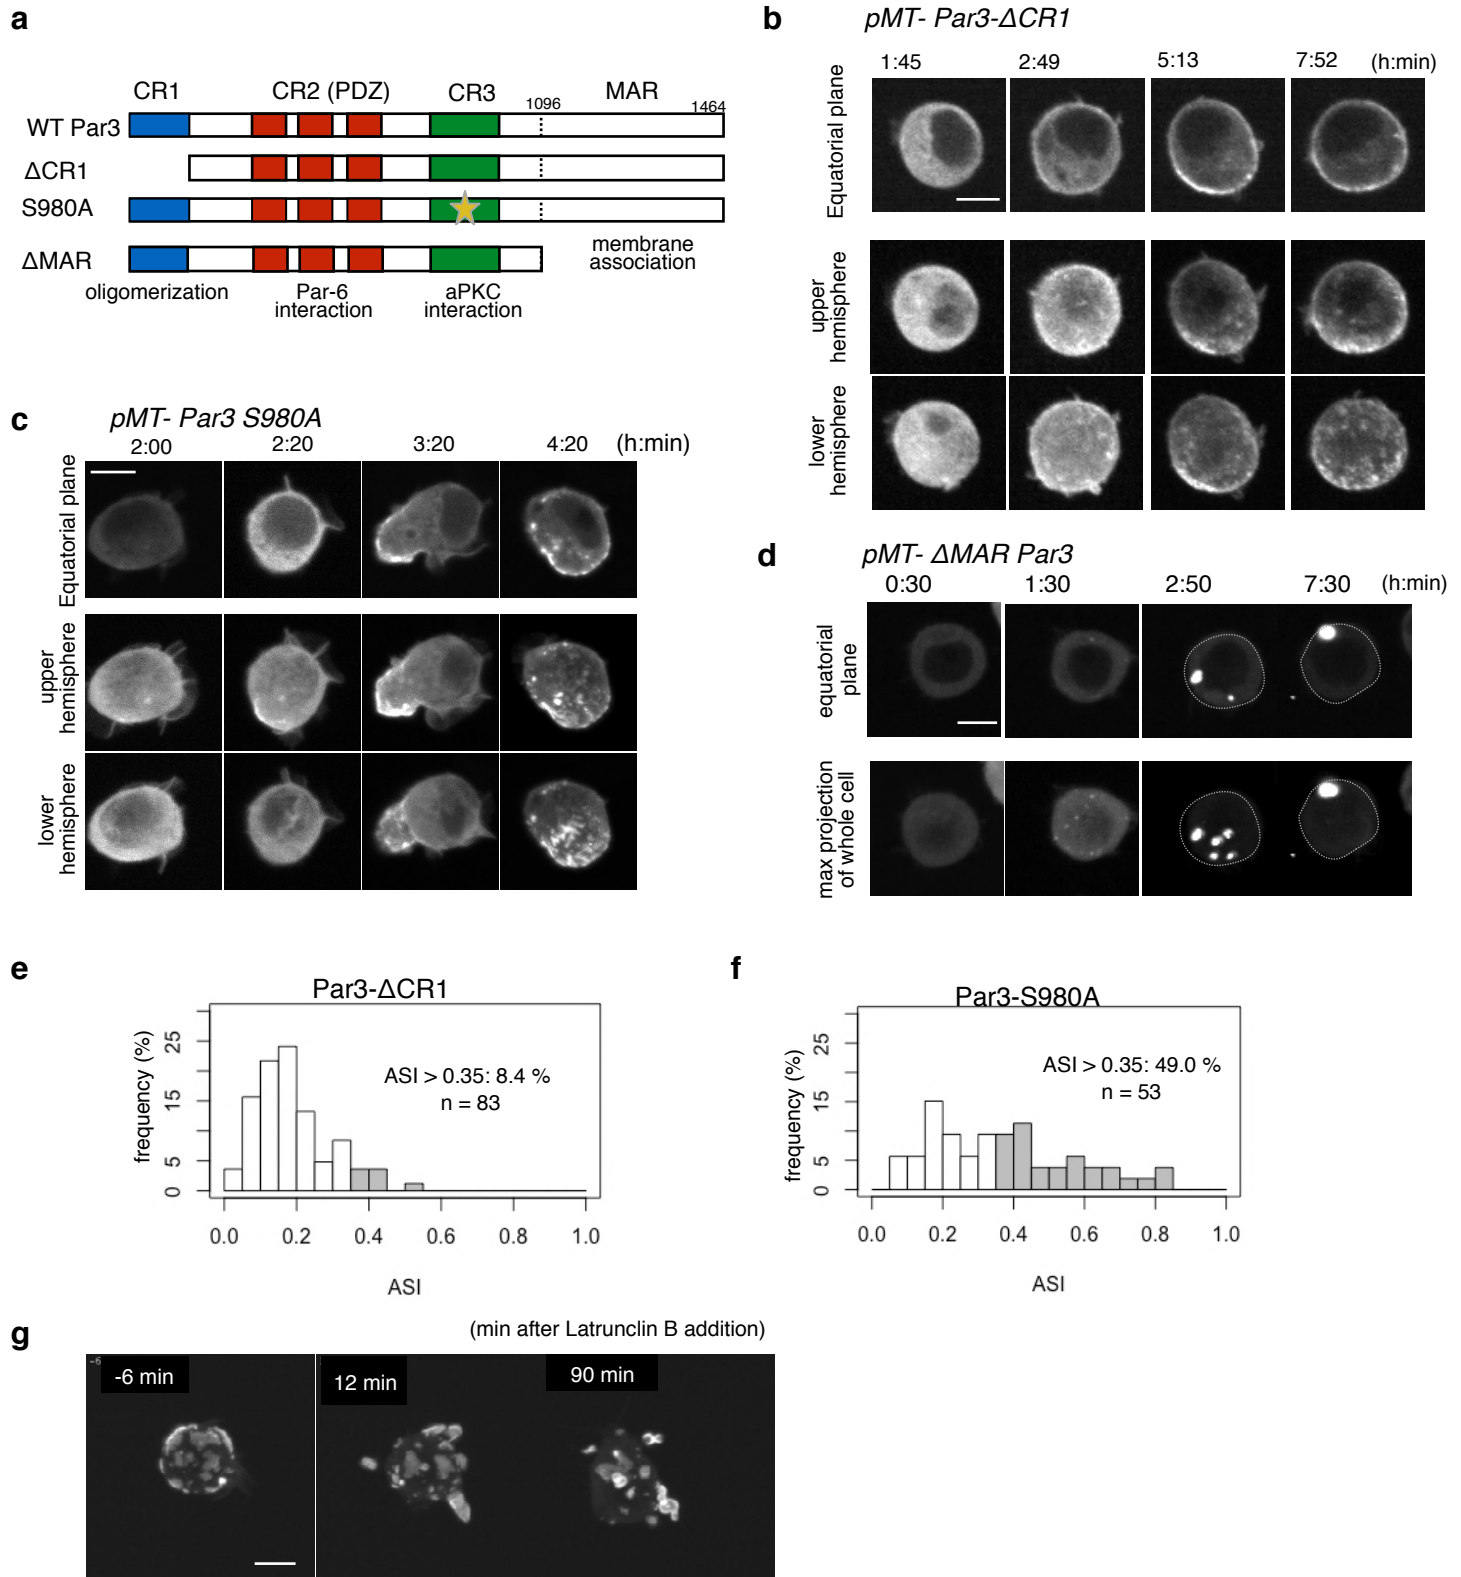 a
CR1
CR2 (PDZ)
CR3
1096
MAR
1464
WT Par3
ΔCR1
S980A
ΔMAR
membrane
association
oligomerization
Par-6
interaction
aPKC
interaction
b
pMT- Par3-ΔCR1
1:45
2:49
5:13
7:52
(h:min)
Equatorial plane
upper
hemisphere
lower
hemisphere
c
pMT- Par3 S980A
2:00
2:20
3:20
4:20
(h:min)
Equatorial plane
upper
hemisphere
lower
hemisphere
d
pMT- ΔMAR Par3
0:30
1:30
2:50
7:30
(h:min)
equatorial
plane
max projection
of whole cell
e
Par3-ΔCR1
frequency (%)
25
15
5
0
ASI > 0.35: 8.4 %
n = 83
0.0 0.2 0.4 0.6 0.8 1.0
ASI
f
Par3-S980A
frequency (%)
25
15
5
0
ASI > 0.35: 49.0 %
n = 53
0.0 0.2 0.4 0.6 0.8 1.0
ASI
g
(min after Latrunclin B addition)
-6
-6 min
12 min
90 min